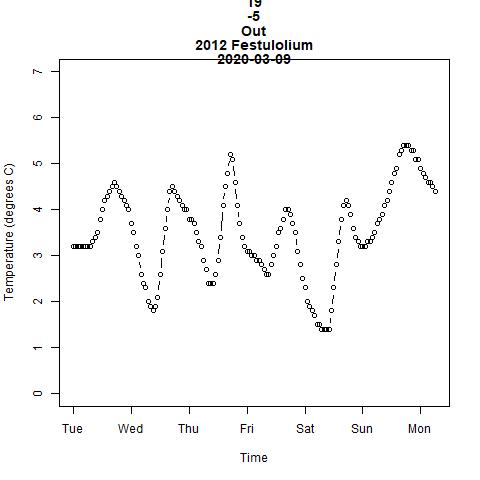 19
-5
Out
2012 Festulolium
2020-03-09
Temperature (degrees C)
7
6
5
4
3
2
1
0
Tue Wed Thu Fri Sat Sun Mon
Time